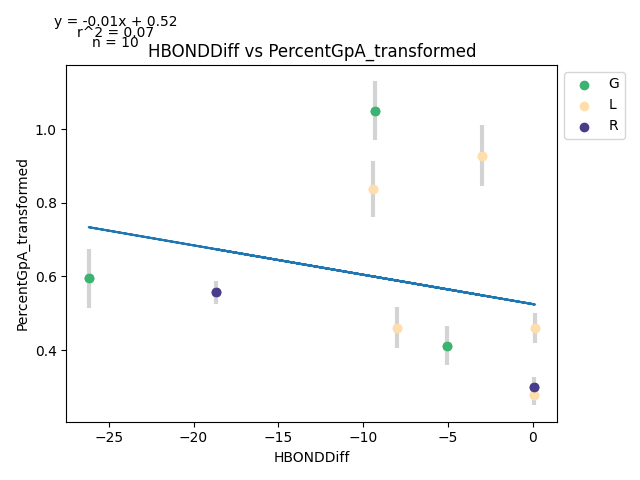 y = -0.01x + 0.52
r^2 = 0.07
n = 10
HBONDDiff vs PercentGpA_transformed
G
L
R
PercentGpA_transformed
1.0
0.8
0.6
0.4
−25
−20
−15
−10
−5
0
HBONDDiff